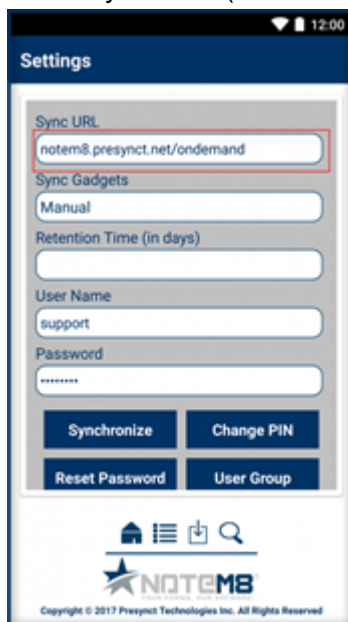 12:00
Settings
Sync URL
notem8.presynct.net/ondemand
Sync Gadgets
Manual
Retention Time (in days)
User Name
support
Password
........
Synchronize Change PIN
Reset Password User Group
NOTEM8
YOUR FORMS. OUR SOFTWARE.
Copyright © 2017 Presynct Technologies Inc. All Rights Reserved